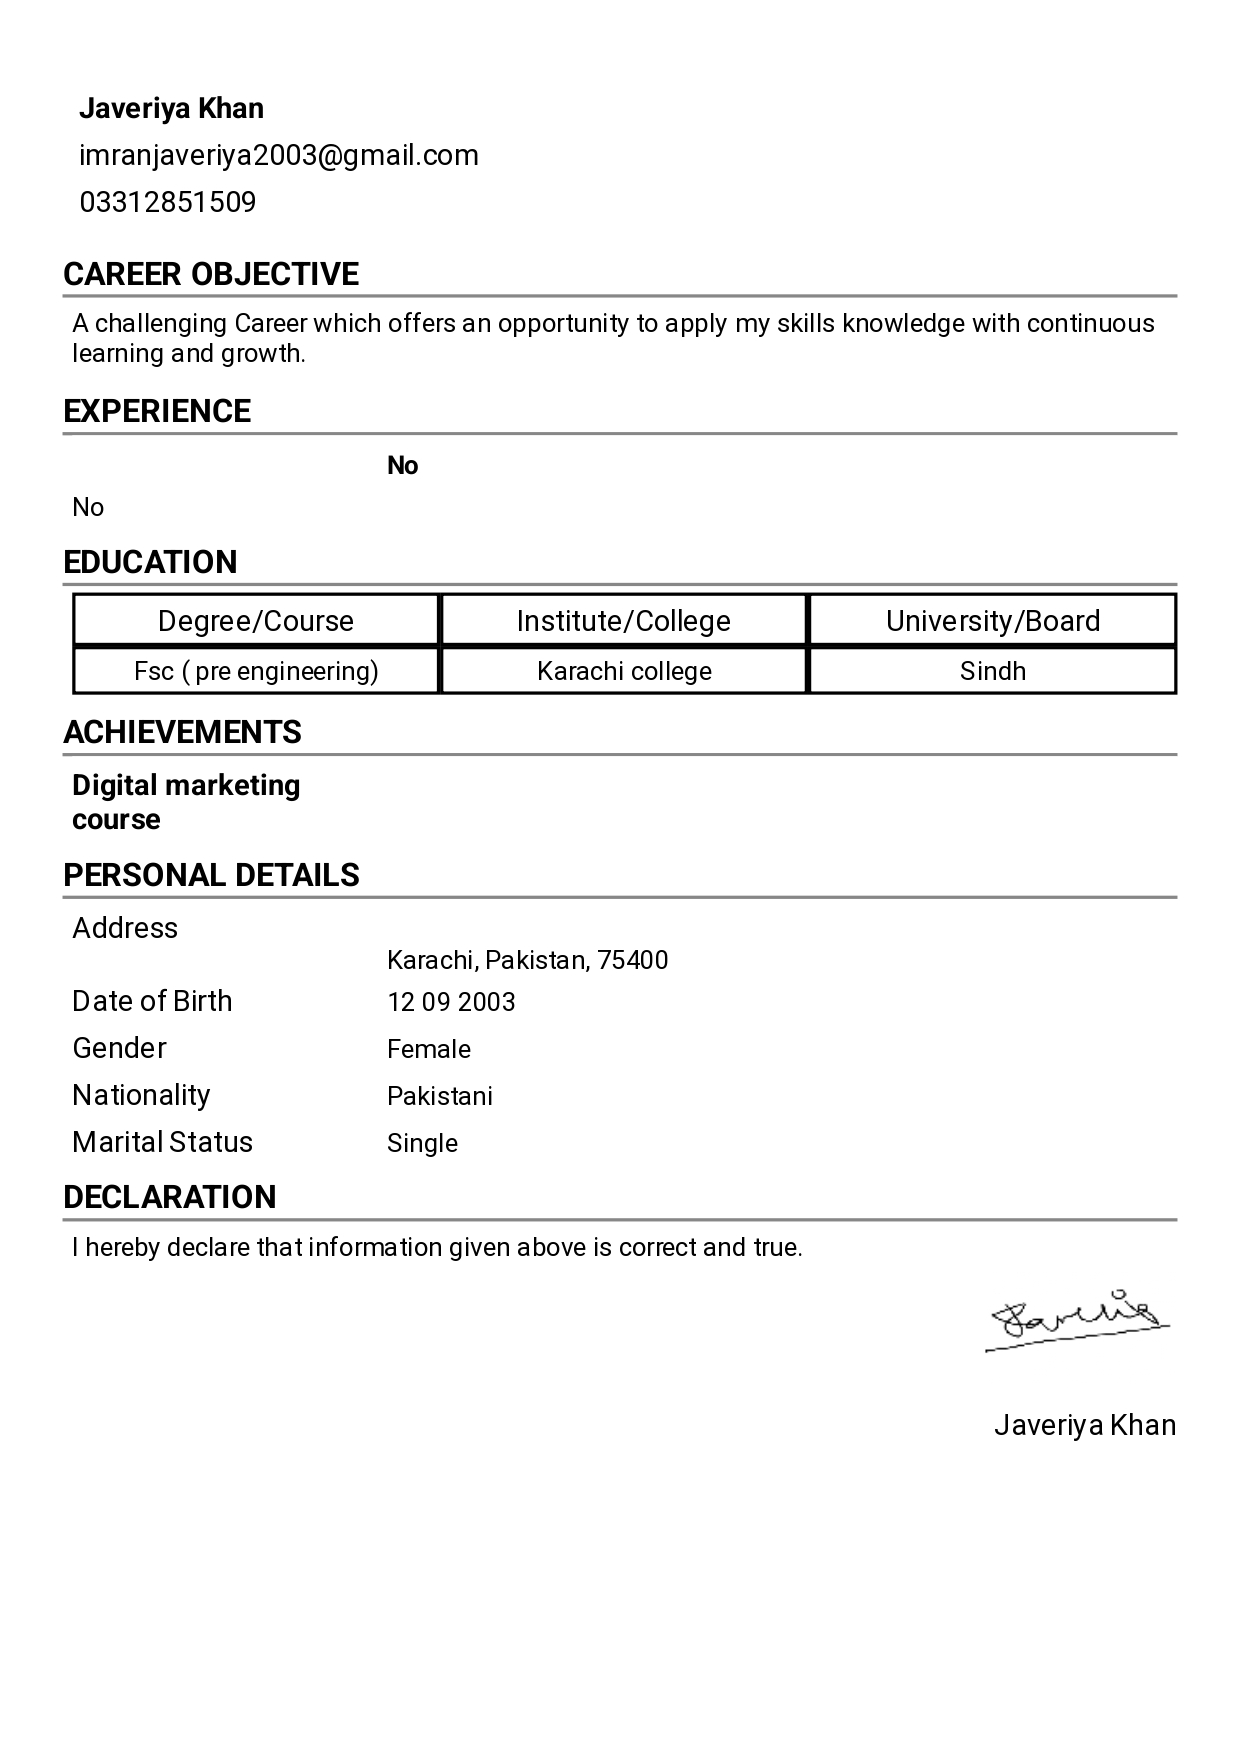 Javeriya Khan
imranjaveriya2003@gmail.com
03312851509
CAREER OBJECTIVE
A challenging Career which offers an opportunity to apply my skills knowledge with continuous
learning and growth.
EXPERIENCE
No
No
EDUCATION
Degree/Course Institute/College University/Board
Fsc ( pre engineering) Karachi college Sindh
ACHIEVEMENTS
Digital marketing
course
PERSONAL DETAILS
Address
Karachi, Pakistan, 75400
Date of Birth 12 09 2003
Gender Female
Nationality Pakistani
Marital Status Single
DECLARATION
I hereby declare that information given above is correct and true.
Javeriya Khan